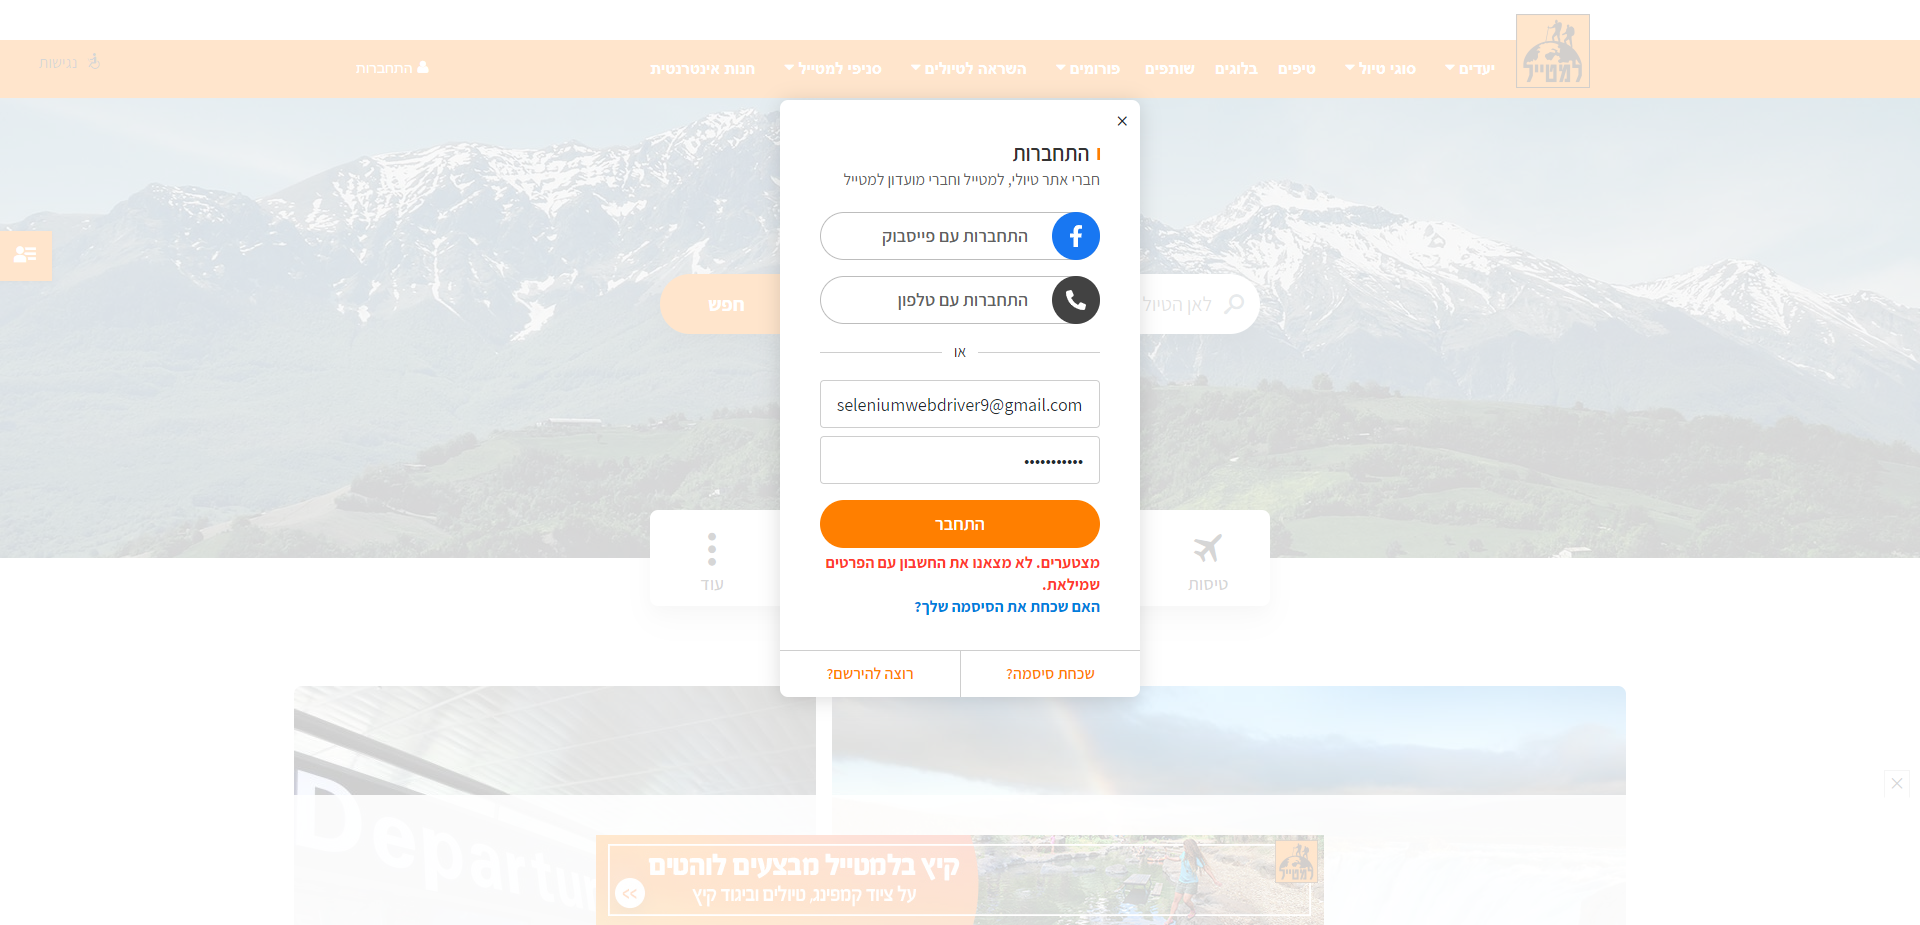 למטייל
יעדים
סוגי טיול
טיפים
בלוגים
שותפים
פורומים
השראה לטיולים
סניפי למטייל
חנות אינטרנטית
התחברות
נגישות
התחברות
חברי אתר טיולי, למטייל וחברי מועדון למטייל
התחברות עם פייסבוק
התחברות עם טלפון
או
seleniumwebdriver9@gmail.com
•••••••••••
התחבר
מצטערים. לא מצאנו את החשבון עם הפרטים
שמילאת.
האם שכחת את הסיסמה שלך?
שכחת סיסמה?
רוצה להירשם?
לאן הטיול
חפש
טיסות
עוד
Departu
קיץ בלמטייל מבצעים לוהטים
על ציוד קמפינג, טיולים וביגוד קיץ
>>
למטייל